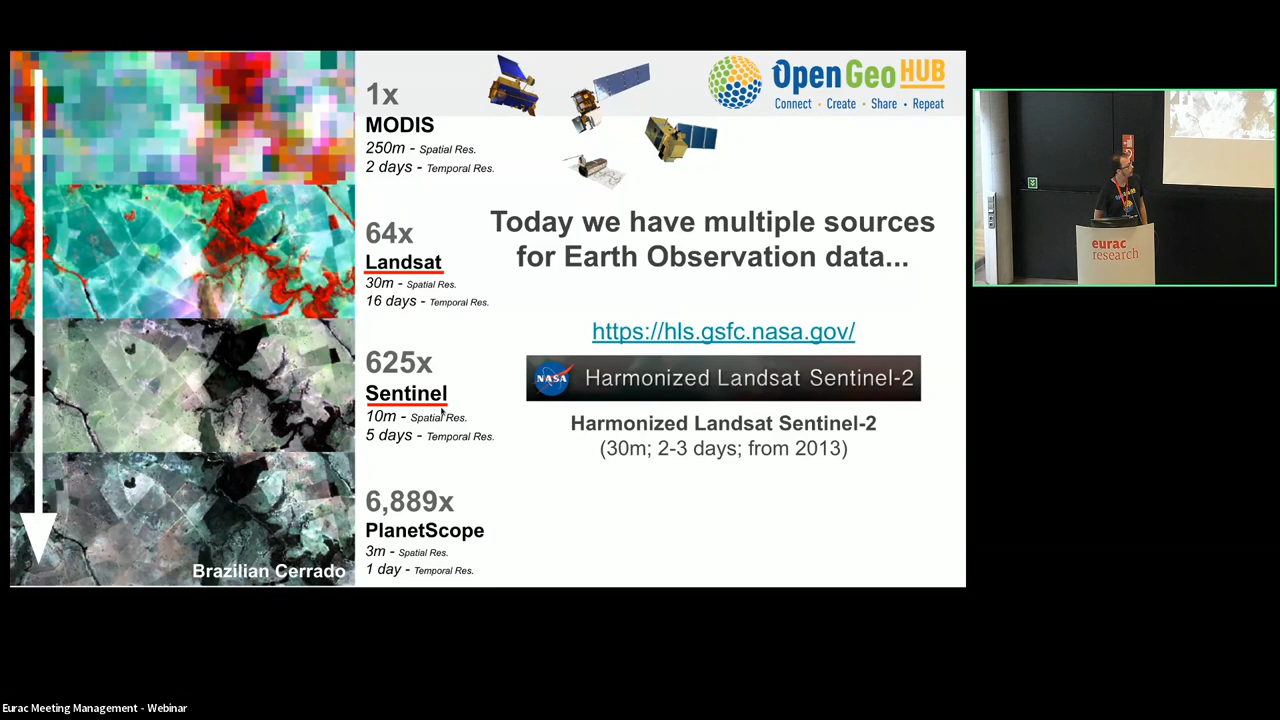 1x
MODIS
250m - Spatial Res.
2 days - Temporal Res.
64x
Landsat
30m - Spatial Res.
16 days - Temporal Res.
625x
Sentinel
10m - Spatial Res.
5 days - Temporal Res.
6,889x
PlanetScope
3m - Spatial Res.
1 day - Temporal Res.
Brazilian Cerrado
OpenGeoHUB
Connect • Create • Share • Repeat
Today we have multiple sources
for Earth Observation data...
https://hls.gsfc.nasa.gov/
NASA Harmonized Landsat Sentinel-2
Harmonized Landsat Sentinel-2
(30m; 2-3 days; from 2013)
eurac
research
Eurac Meeting Management - Webinar